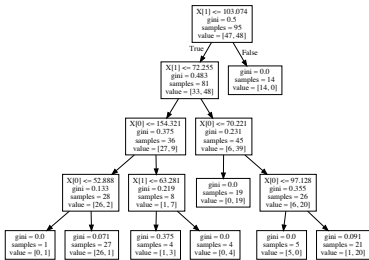 X[1] <= 103.074
gini = 0.5
samples = 95
value = [47, 48]
True
False
X[1] <= 72.255
gini = 0.483
samples = 81
value = [33, 48]
gini = 0.0
samples = 14
value = [14, 0]
X[0] <= 154.321
gini = 0.375
samples = 36
value = [27, 9]
X[0] <= 70.221
gini = 0.231
samples = 45
value = [6, 39]
X[0] <= 52.888
gini = 0.133
samples = 28
value = [26, 2]
X[1] <= 63.281
gini = 0.219
samples = 8
value = [1, 7]
gini = 0.0
samples = 19
value = [0, 19]
X[0] <= 97.128
gini = 0.355
samples = 26
value = [6, 20]
gini = 0.0
samples = 1
value = [0, 1]
gini = 0.071
samples = 27
value = [26, 1]
gini = 0.375
samples = 4
value = [1, 3]
gini = 0.0
samples = 4
value = [0, 4]
gini = 0.0
samples = 5
value = [5, 0]
gini = 0.091
samples = 21
value = [1, 20]